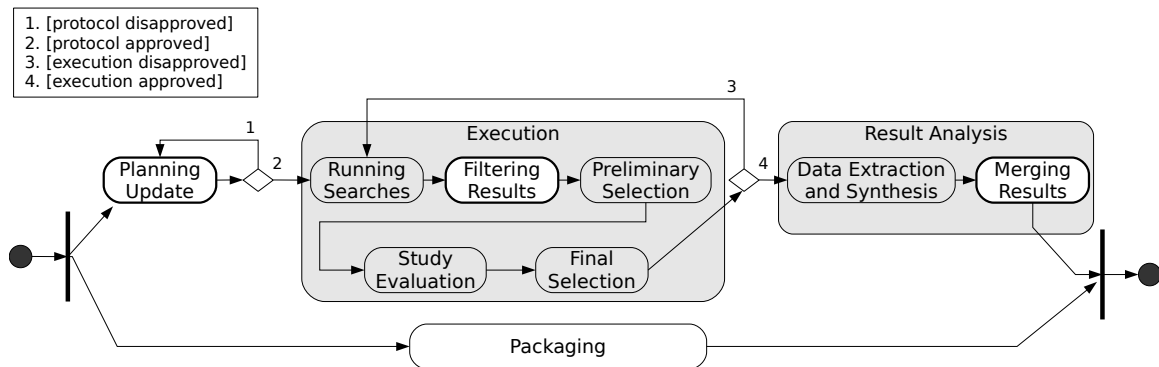 1. [protocol disapproved]
2. [protocol approved]
3. [execution disapproved]
4. [execution approved]
3
1
Execution
Result Analysis
Planning
Update
2
Running
Searches
Filtering
Results
Preliminary
Selection
4
Data Extraction
and Synthesis
Merging
Results
Study
Evaluation
Final
Selection
Packaging